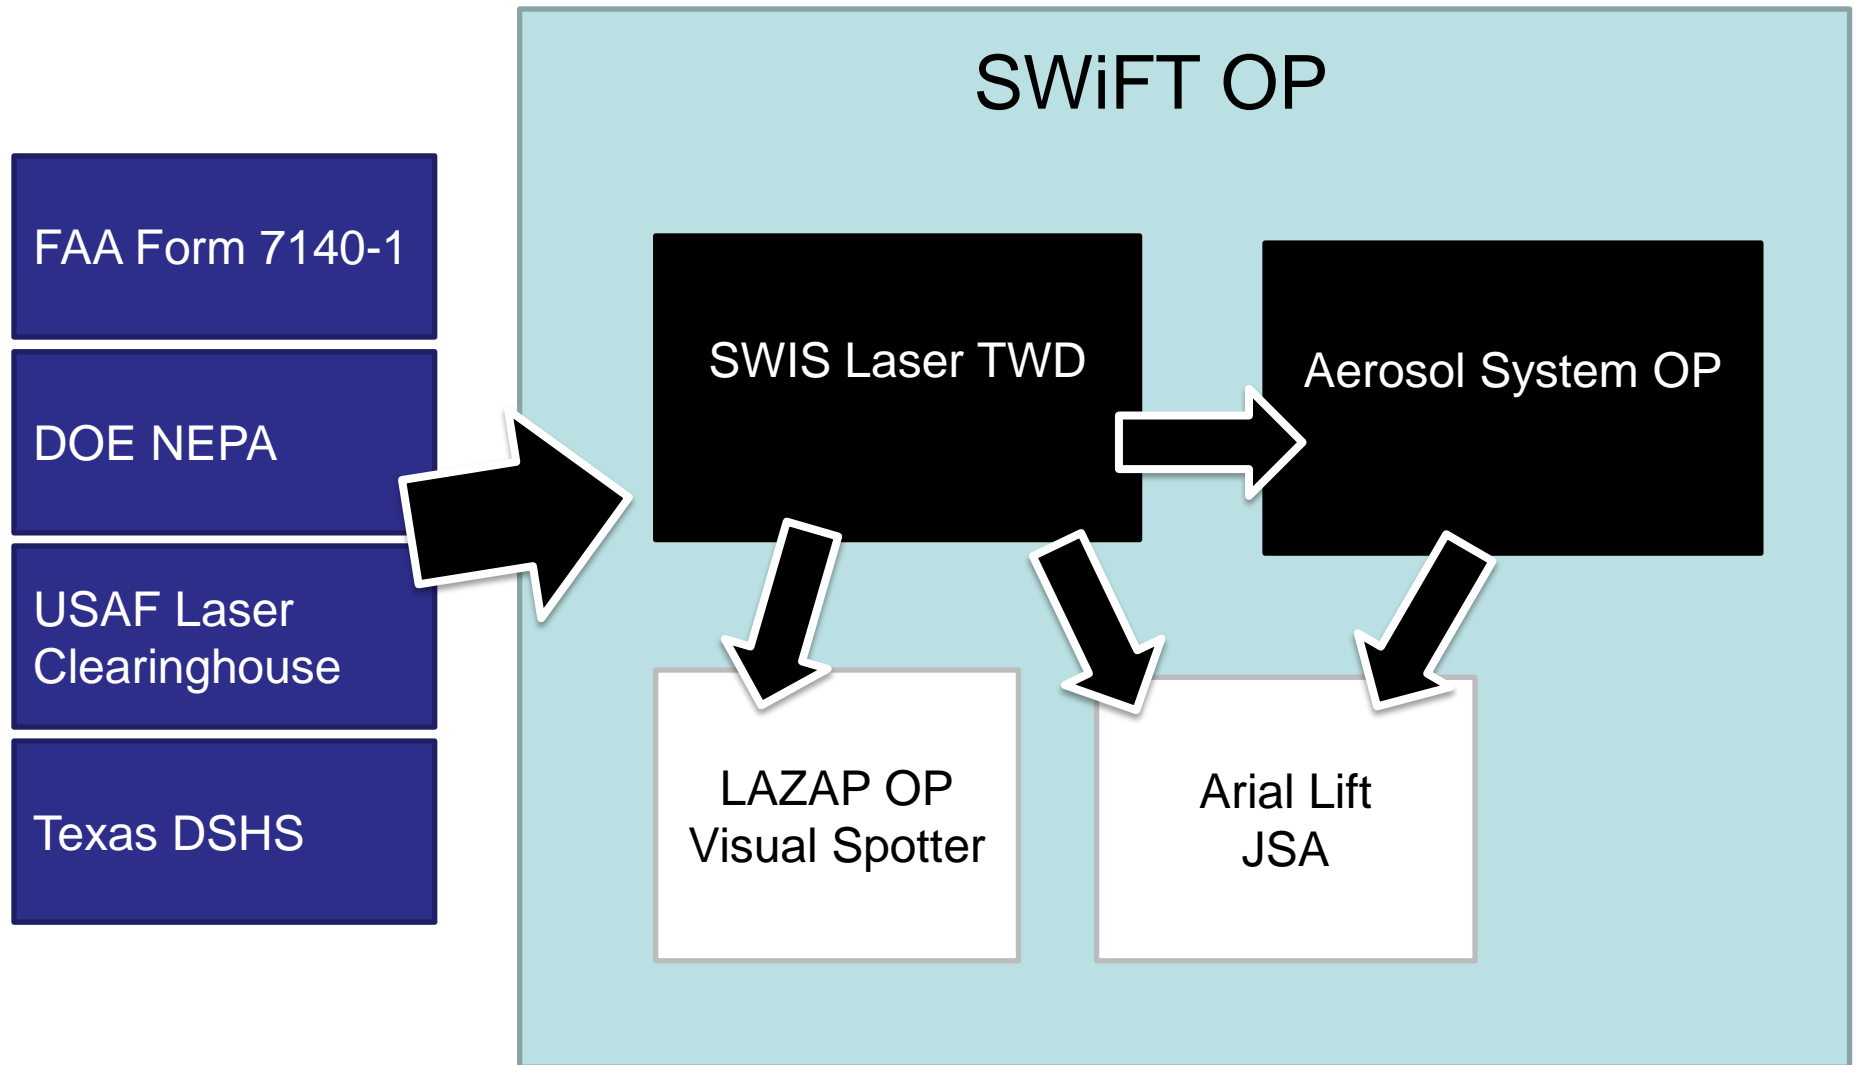 SWiFT OP
FAA Form 7140-1
DOE NEPA
USAF Laser
Clearinghouse
Texas DSHS
SWIS Laser TWD
Aerosol System OP
LAZAP OP
Visual Spotter
Arial Lift
JSA